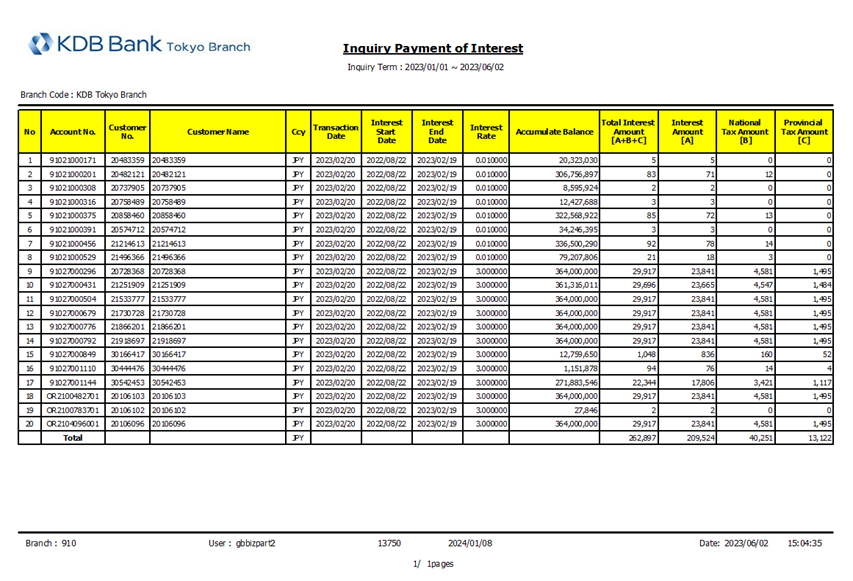 KDB Bank Tokyo Branch
Inquiry Payment of Interest
Inquiry Term : 2023/01/01 ~ 2023/06/02
Branch Code : KDB Tokyo Branch
No Account No. Customer No. Customer Name Ccy Transaction Date Interest Start Date Interest End Date Interest Rate Accumulate Balance Total Interest Amount [A+B+C] Interest Amount [A] National Tax Amount [B] Provincial Tax Amount [C]
1 91021000171 20483359 20483359 JPY 2023/02/20 2022/08/22 2023/02/19 0.010000 20,323,030 5 5 0 0
2 91021000201 20482121 20482121 JPY 2023/02/20 2022/08/22 2023/02/19 0.010000 306,756,897 83 71 12 0
3 91021000308 20737905 20737905 JPY 2023/02/20 2022/08/22 2023/02/19 0.010000 8,595,924 2 2 0 0
4 91021000316 20758489 20758489 JPY 2023/02/20 2022/08/22 2023/02/19 0.010000 12,427,688 3 3 0 0
5 91021000375 20858460 20858460 JPY 2023/02/20 2022/08/22 2023/02/19 0.010000 322,568,922 85 72 13 0
6 91021000391 20574712 20574712 JPY 2023/02/20 2022/08/22 2023/02/19 0.010000 34,246,395 3 3 0 0
7 91021000456 21214613 21214613 JPY 2023/02/20 2022/08/22 2023/02/19 0.010000 336,500,290 92 78 14 0
8 91021000529 21496366 21496366 JPY 2023/02/20 2022/08/22 2023/02/19 0.010000 79,207,806 21 18 3 0
9 91027000296 20728368 20728368 JPY 2023/02/20 2022/08/22 2023/02/19 3.000000 364,000,000 29,917 23,841 4,581 1,495
10 91027000431 21251909 21251909 JPY 2023/02/20 2022/08/22 2023/02/19 3.000000 361,316,011 29,696 23,665 4,547 1,484
11 91027000504 21533777 21533777 JPY 2023/02/20 2022/08/22 2023/02/19 3.000000 364,000,000 29,917 23,841 4,581 1,495
12 91027000679 21730728 21730728 JPY 2023/02/20 2022/08/22 2023/02/19 3.000000 364,000,000 29,917 23,841 4,581 1,495
13 91027000776 21866201 21866201 JPY 2023/02/20 2022/08/22 2023/02/19 3.000000 364,000,000 29,917 23,841 4,581 1,495
14 91027000792 21918697 21918697 JPY 2023/02/20 2022/08/22 2023/02/19 3.000000 364,000,000 29,917 23,841 4,581 1,495
15 91027000849 30166417 30166417 JPY 2023/02/20 2022/08/22 2023/02/19 3.000000 12,759,650 1,048 836 160 52
16 91027001110 30444476 30444476 JPY 2023/02/20 2022/08/22 2023/02/19 3.000000 1,151,878 94 76 14 4
17 91027001144 30542453 30542453 JPY 2023/02/20 2022/08/22 2023/02/19 3.000000 271,883,546 22,344 17,806 3,421 1,117
18 OR2100482701 20106103 20106103 JPY 2023/02/20 2022/08/22 2023/02/19 3.000000 364,000,000 29,917 23,841 4,581 1,495
19 OR2100783701 20106102 20106102 JPY 2023/02/20 2022/08/22 2023/02/19 3.000000 27,846 2 2 0 0
20 OR2104096001 20106096 20106096 JPY 2023/02/20 2022/08/22 2023/02/19 3.000000 364,000,000 29,917 23,841 4,581 1,495
Total JPY 262,897 209,524 40,251 13,122
Branch : 910 User : gbbizpart2 13750 2024/01/08 Date: 2023/06/02 15:04:35
1/ 1pages